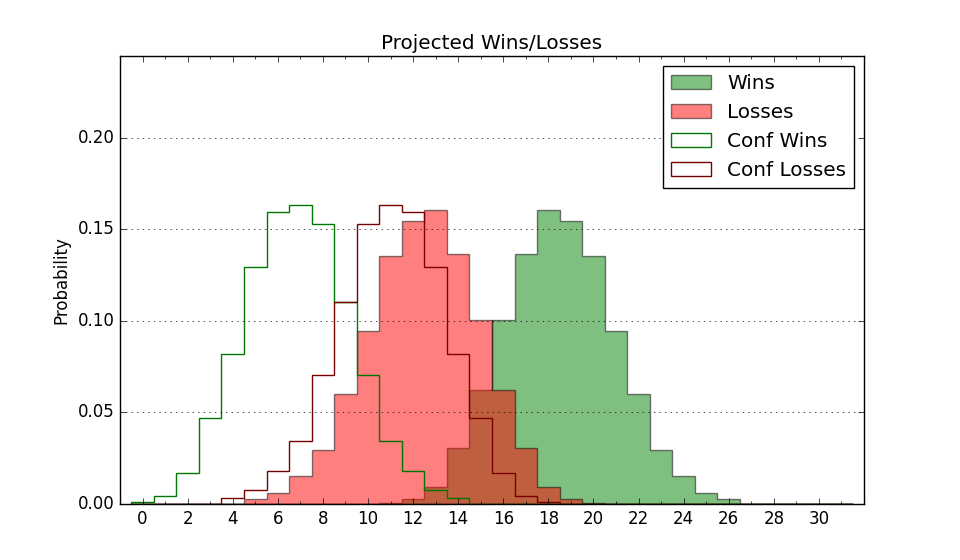 Projected Wins/Losses
Wins
Losses
Conf Wins
Conf Losses
Probability
0.20
0.15
0.10
0.05
0.00
0 2 4 6 8 10 12 14 16 18 20 22 24 26 28 30